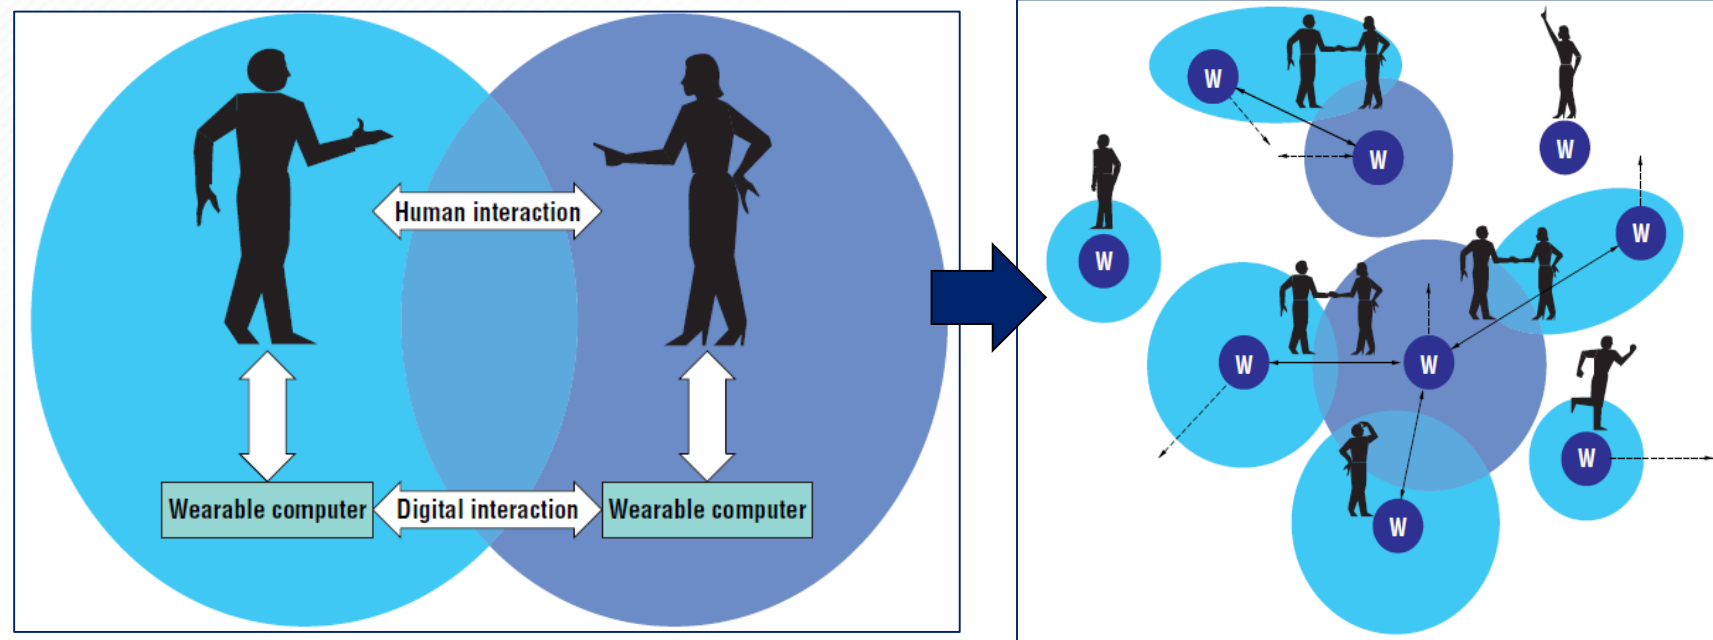 Human interaction
Wearable computer
Digital interaction
Wearable computer
W
W
W
W
W
W
W
W
W